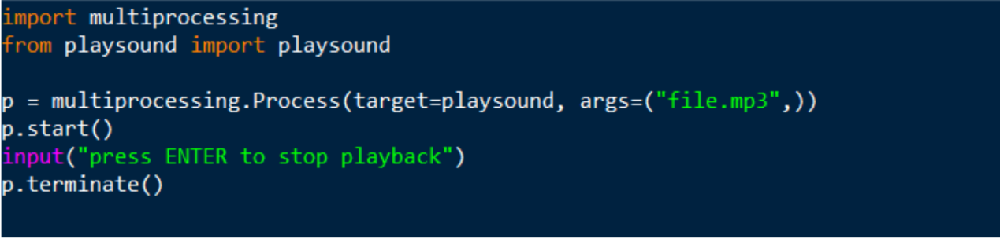 import multiprocessing
from playsound import playsound
p = multiprocessing.Process(target=playsound, args=("file.mp3",))
p.start()
input("press ENTER to stop playback")
p.terminate()